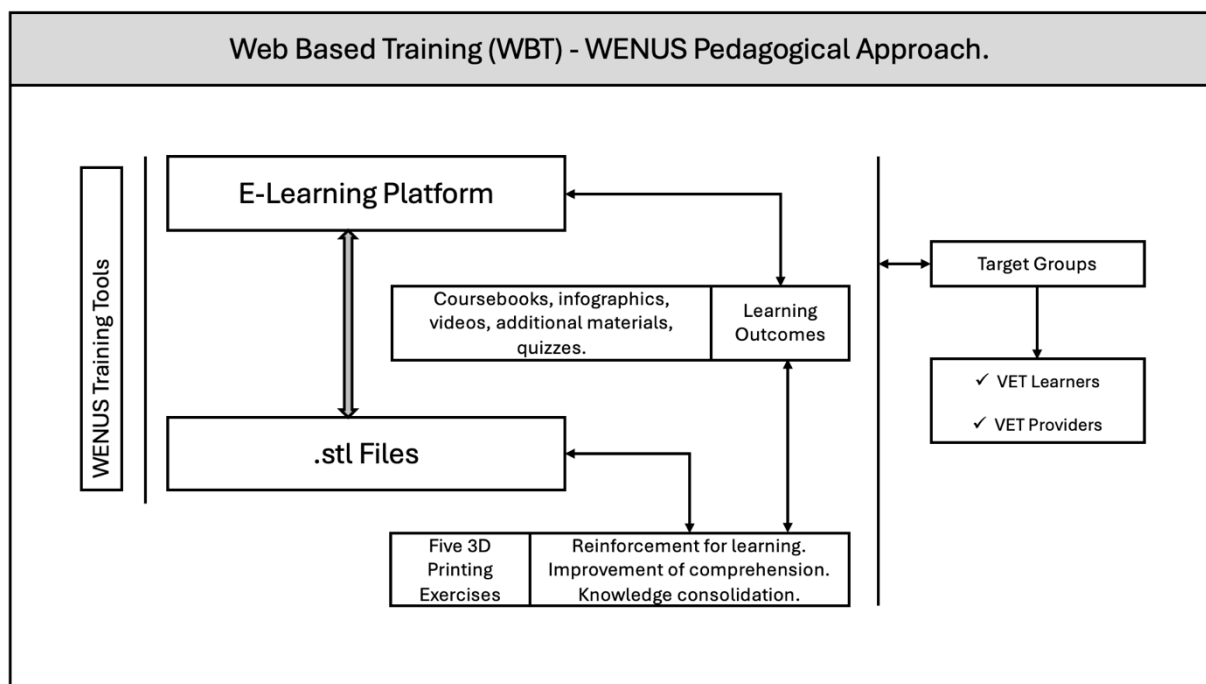 Web Based Training (WBT) - WENUS Pedagogical Approach.
WENUS Training Tools
E-Learning Platform
Coursebooks, infographics,
videos, additional materials,
quizzes.
Learning
Outcomes
.stl Files
Five 3D
Printing
Exercises
Reinforcement for learning.
Improvement of comprehension.
Knowledge consolidation.
Target Groups
✓ VET Learners
✓ VET Providers